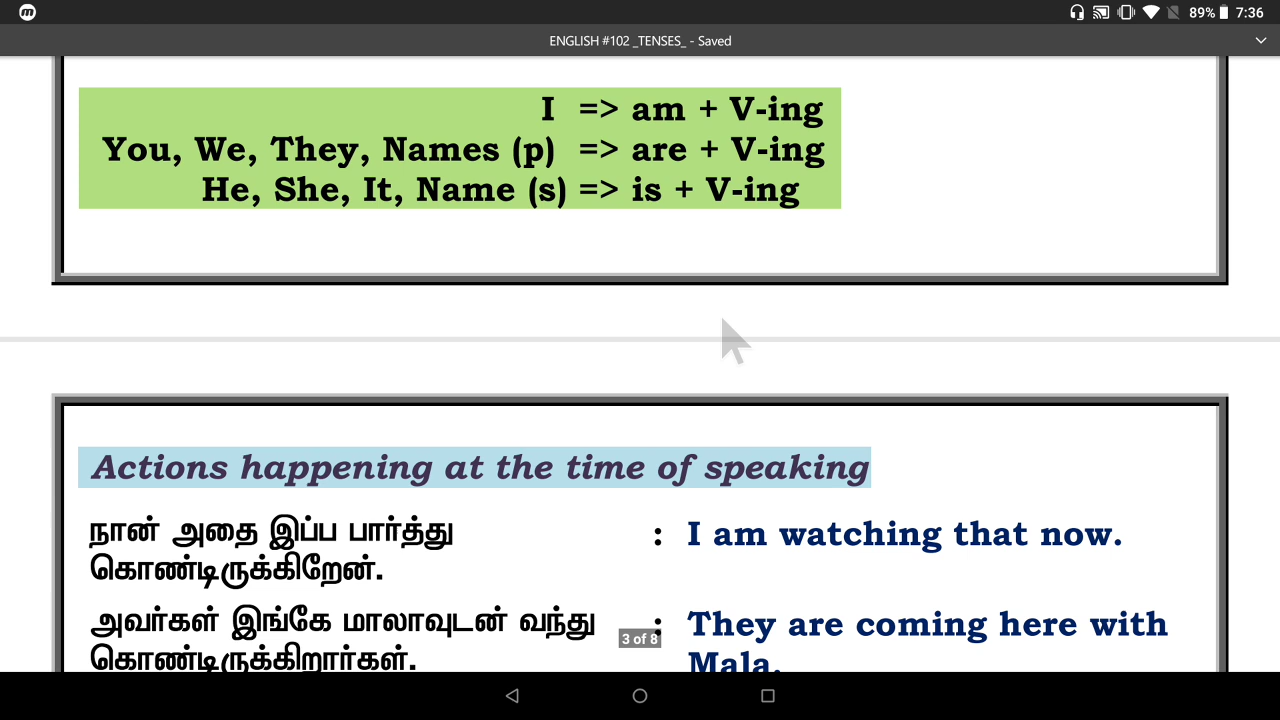 89% 7:36
ENGLISH #102 _TENSES_ - Saved
I => am + V-ing
You, We, They, Names (p) => are + V-ing
He, She, It, Name (s) => is + V-ing
Actions happening at the time of speaking
நான் அதை இப்ப பார்த்து : I am watching that now.
கொண்டிருக்கிறேன்.
அவர்கள் இங்கே மாலாவுடன் வந்து : They are coming here with
கொண்டிருக்கிறார்கள். Mala.
3 of 8